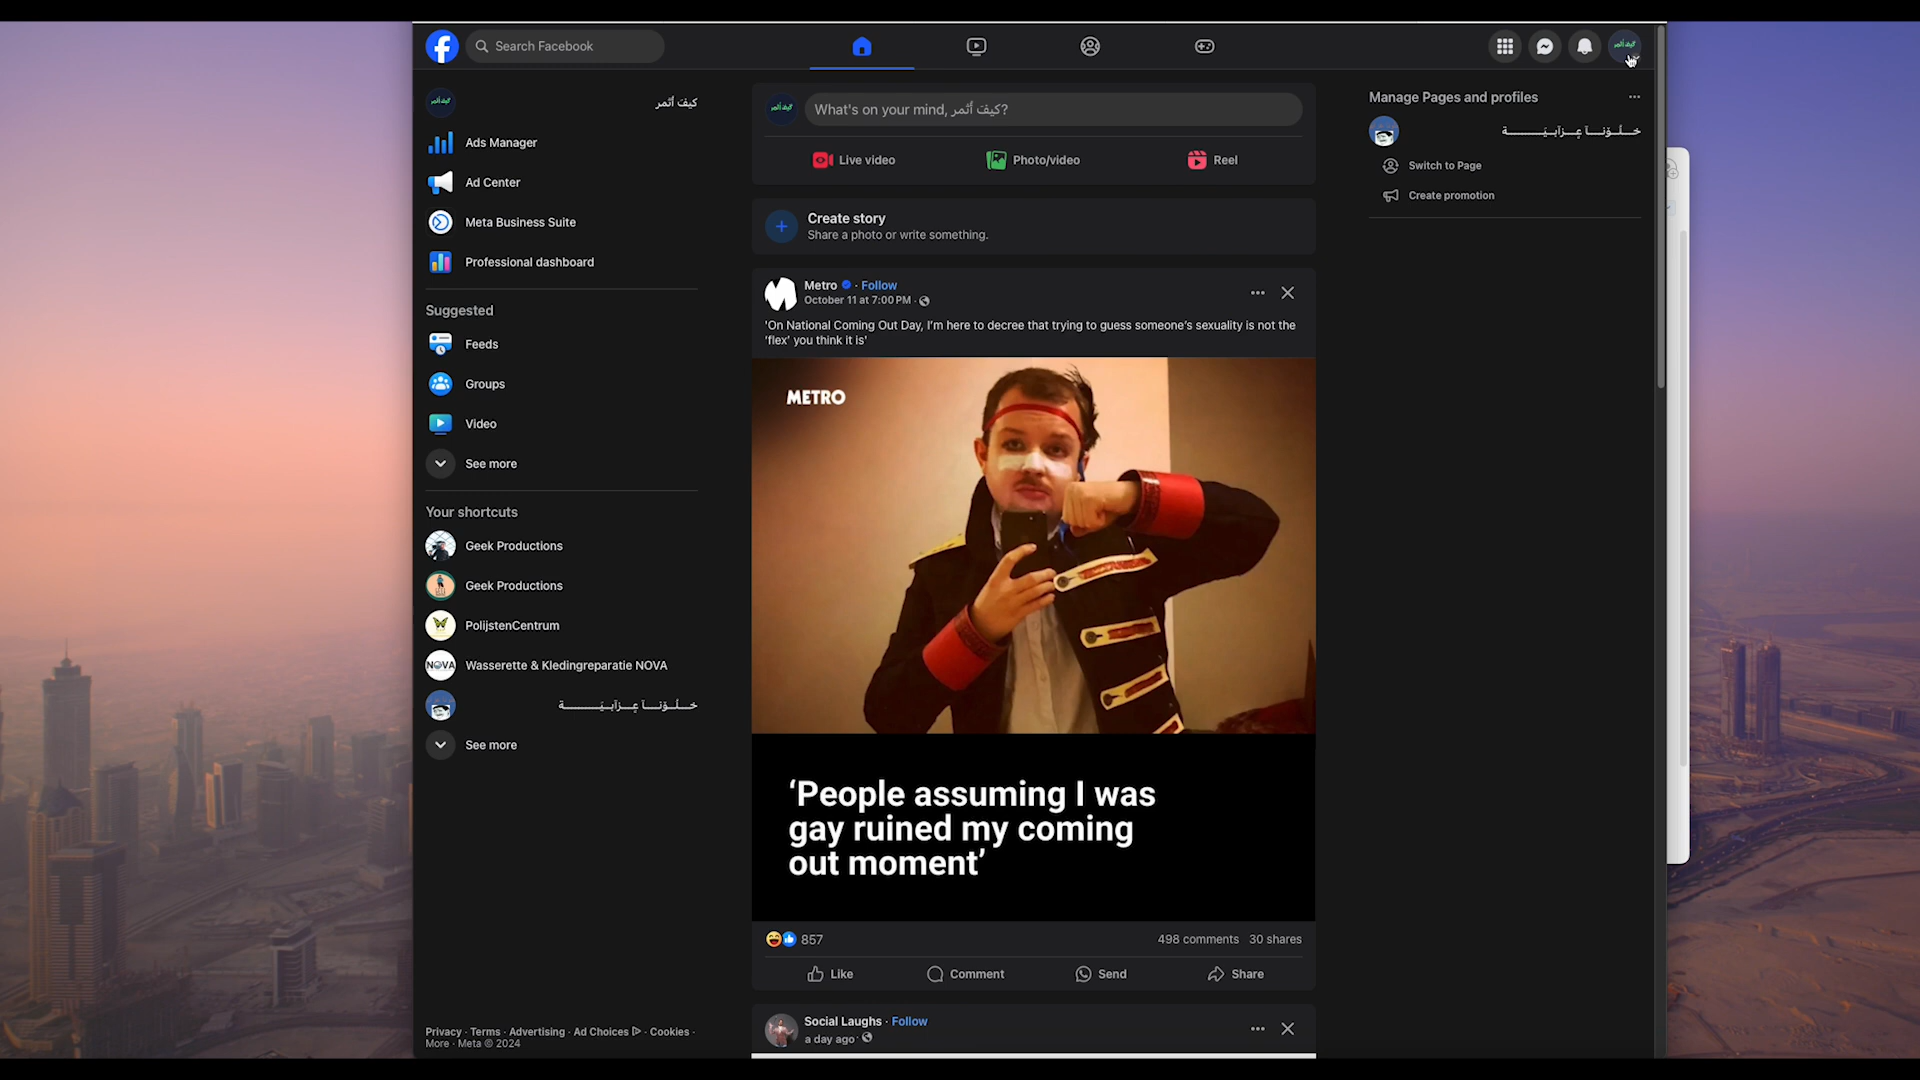 Search Facebook
كيف أثمر
Ads Manager
Ad Center
Meta Business Suite
Professional dashboard
Suggested
Feeds
Groups
Video
See more
Your shortcuts
Geek Productions
Geek Productions
PolijstenCentrum
NOVA
Wasserette & Kledingreparatie NOVA
See more
Privacy · Terms · Advertising · Ad Choices · Cookies ·
More · Meta © 2024
What's on your mind, كيف أثمر?
Live video
Photo/video
Reel
Create story
Share a photo or write something.
Metro · Follow
October 11 at 7:00 PM ·
'On National Coming Out Day, I'm here to decree that trying to guess someone's sexuality is not the
'flex' you think it is'
METRO
'People assuming I was
gay ruined my coming
out moment'
857
498 comments 30 shares
Like
Comment
Send
Share
Social Laughs · Follow
a day ago ·
Manage Pages and profiles
Switch to Page
Create promotion